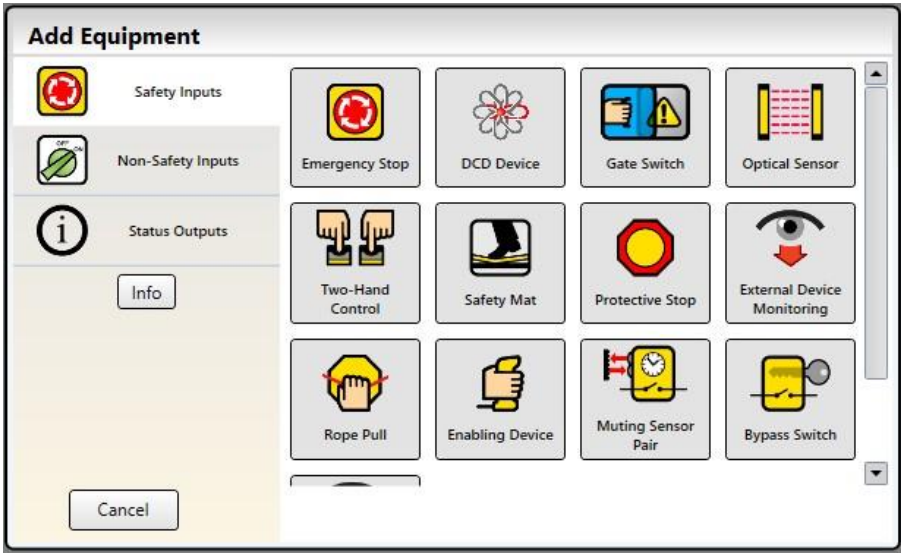 Add Equipment
Safety Inputs
OFF ON
Non-Safety Inputs
i
Status Outputs
Info
Cancel
Emergency Stop
DCD Device
Gate Switch
Optical Sensor
Two-Hand
Control
Safety Mat
Protective Stop
External Device
Monitoring
Rope Pull
Enabling Device
Muting Sensor
Pair
Bypass Switch